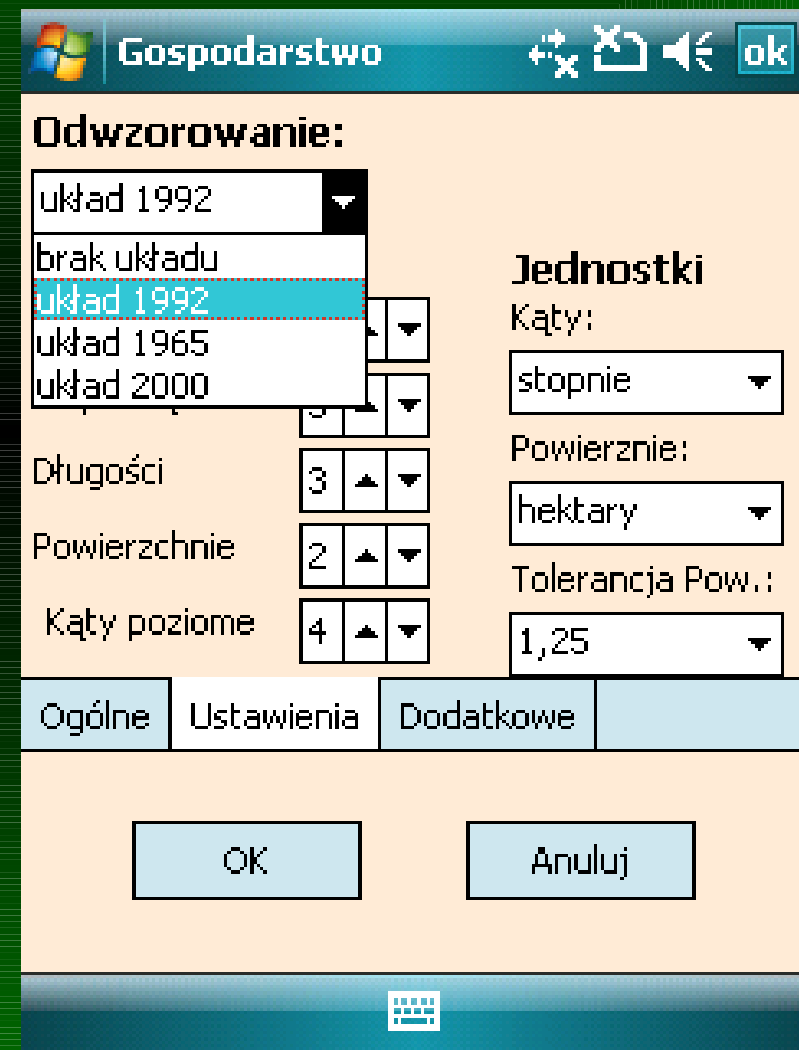 Gospodarstwo ok
Odwzorowanie:
układ 1992
brak układu
układ 1992
układ 1965
układ 2000
Długości 3
Powierzchnie 2
Kąty poziome 4
Jednostki
Kąty:
stopnie
Powierznie:
hektary
Tolerancja Pow.:
1,25
Ogólne Ustawienia Dodatkowe
OK Anuluj